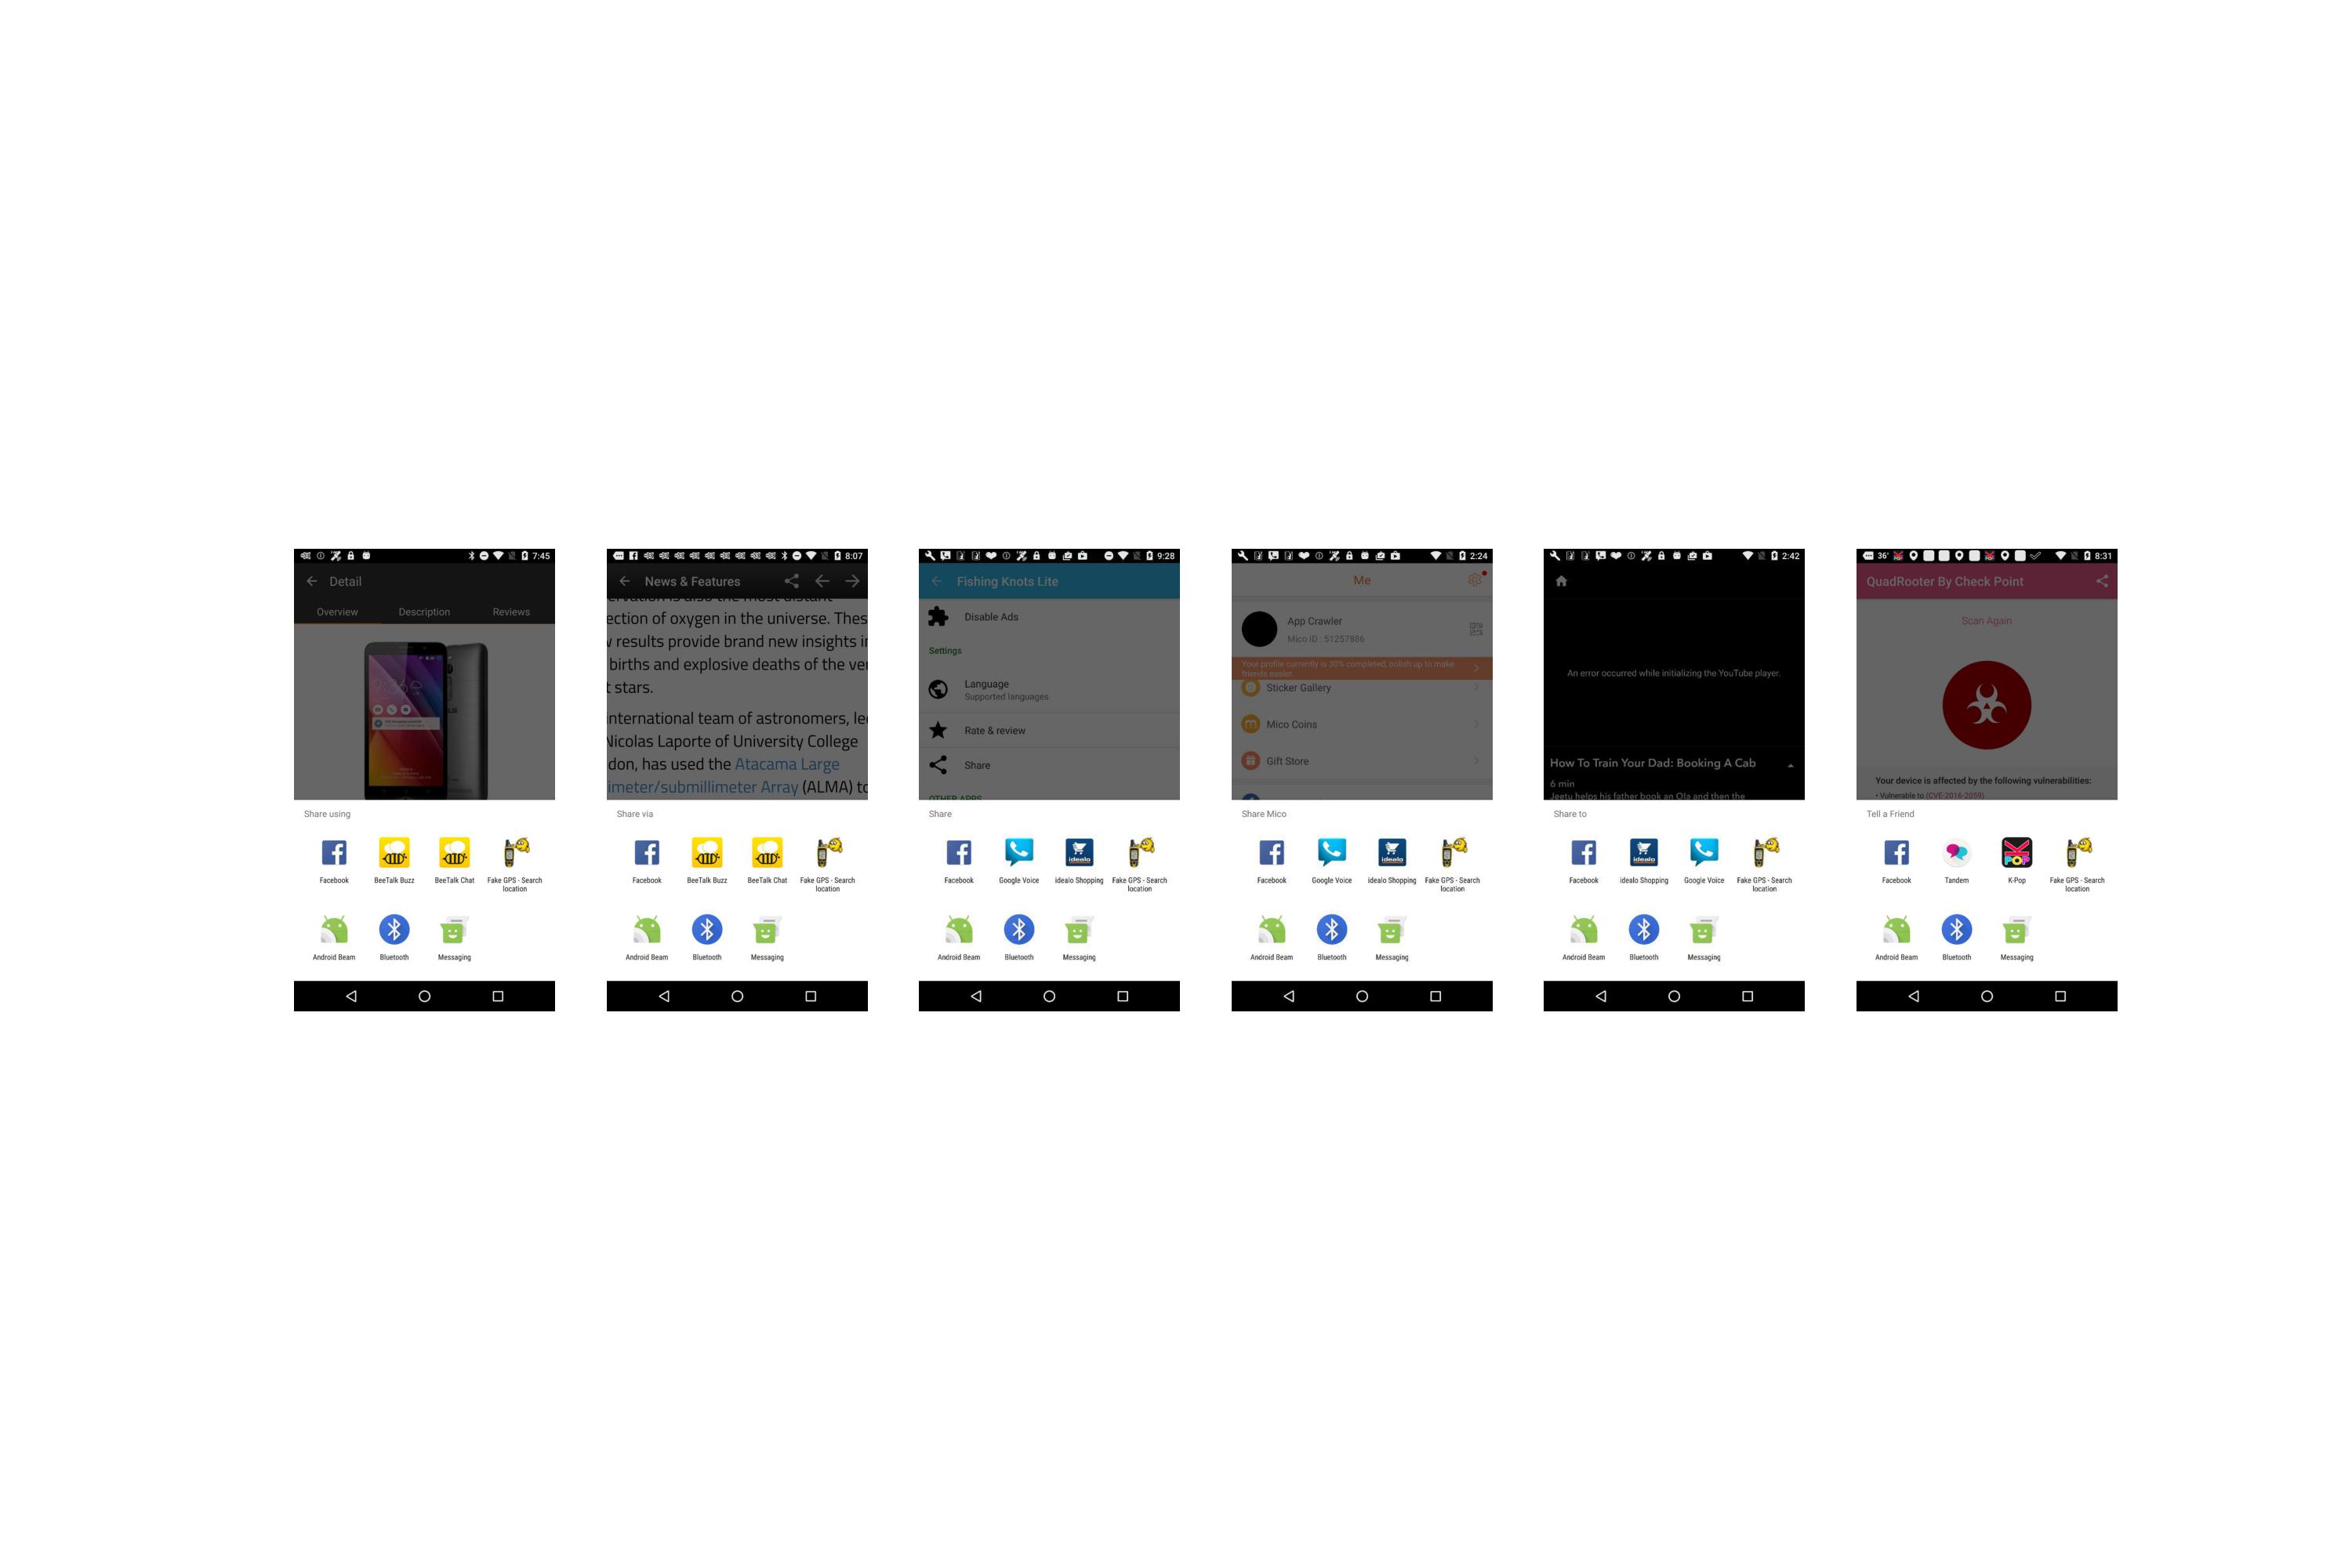 7:45
Detail
Overview Description Reviews
Share using
Facebook BeeTalk Buzz BeeTalk Chat Fake GPS - Search
location
Android Beam Bluetooth Messaging
8:07
News & Features
ection of oxygen in the universe. Thes
results provide brand new insights in
births and explosive deaths of the ve
t stars.
nternational team of astronomers, le
Nicolas Laporte of University College
don, has used the Atacama Large
imeter/submillimeter Array (ALMA) to
Share via
Facebook BeeTalk Buzz BeeTalk Chat Fake GPS - Search
location
Android Beam Bluetooth Messaging
9:28
Fishing Knots Lite
Disable Ads
Settings
Language
Supported languages
Rate & review
Share
OTHER APPS
Share
Facebook Google Voice idealo Shopping Fake GPS - Search
location
Android Beam Bluetooth Messaging
2:24
Me
App Crawler
Mico ID : 51257886
Your profile currently is 30% completed, polish up to make
friends easier.
Sticker Gallery
Mico Coins
Gift Store
Share Mico
Facebook Google Voice idealo Shopping Fake GPS - Search
location
Android Beam Bluetooth Messaging
2:42
An error occurred while initializing the YouTube player.
How To Train Your Dad: Booking A Cab
6 min
Jeetu helps his father book an Ola and then the
Share to
Facebook idealo Shopping Google Voice Fake GPS - Search
location
Android Beam Bluetooth Messaging
36° 8:31
QuadRooter By Check Point
Scan Again
Your device is affected by the following vulnerabilities:
• Vulnerable to (CVE-2016-2059)
Tell a Friend
Facebook Tandem K-Pop Fake GPS - Search
location
Android Beam Bluetooth Messaging